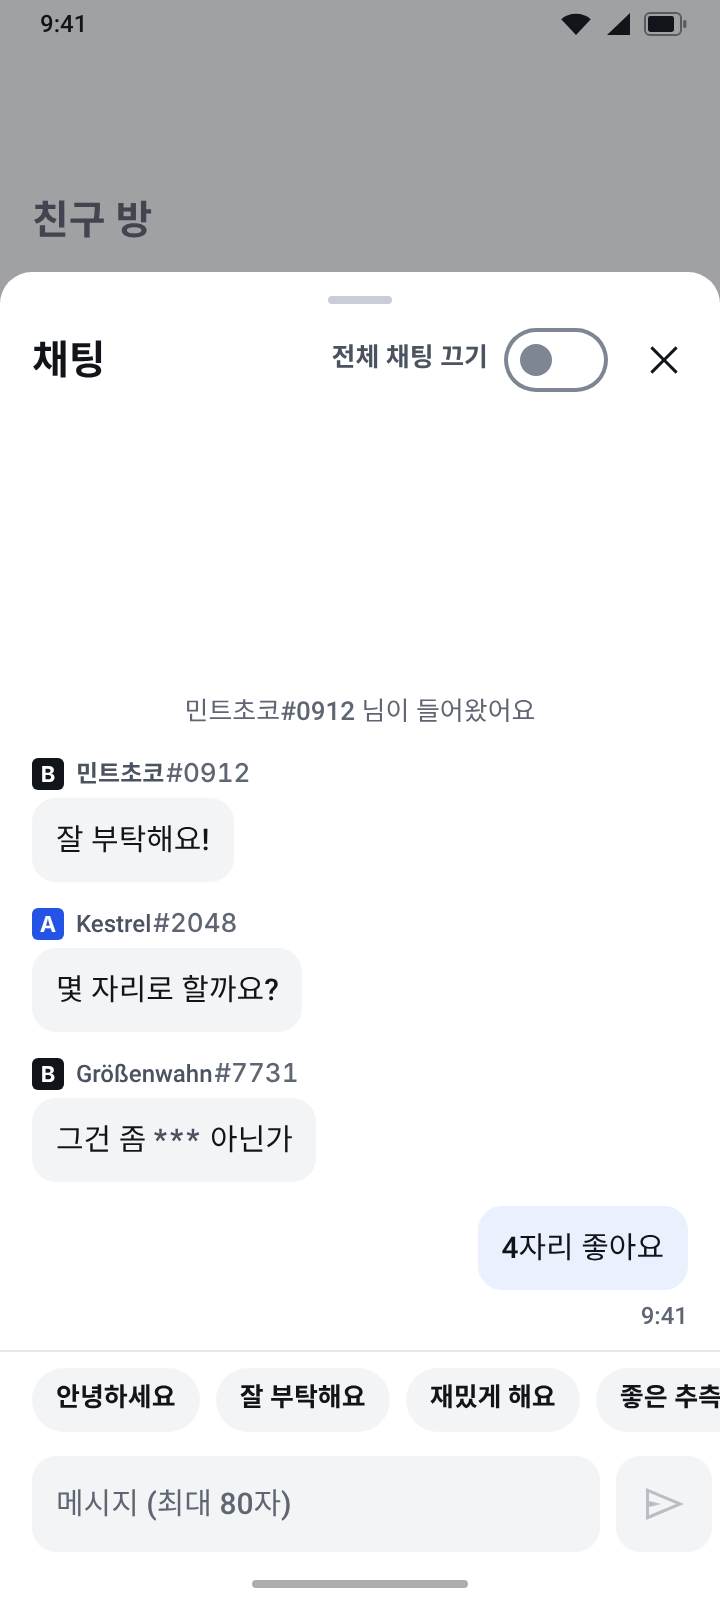 9:41
친구 방
채팅
전체 채팅 끄기
민트초코#0912 님이 들어왔어요
B 민트초코#0912
잘 부탁해요!
A Kestrel#2048
몇 자리로 할까요?
B Größenwahn#7731
그건 좀 *** 아닌가
4자리 좋아요
9:41
안녕하세요 잘 부탁해요 재밌게 해요 좋은 추측
메시지 (최대 80자)